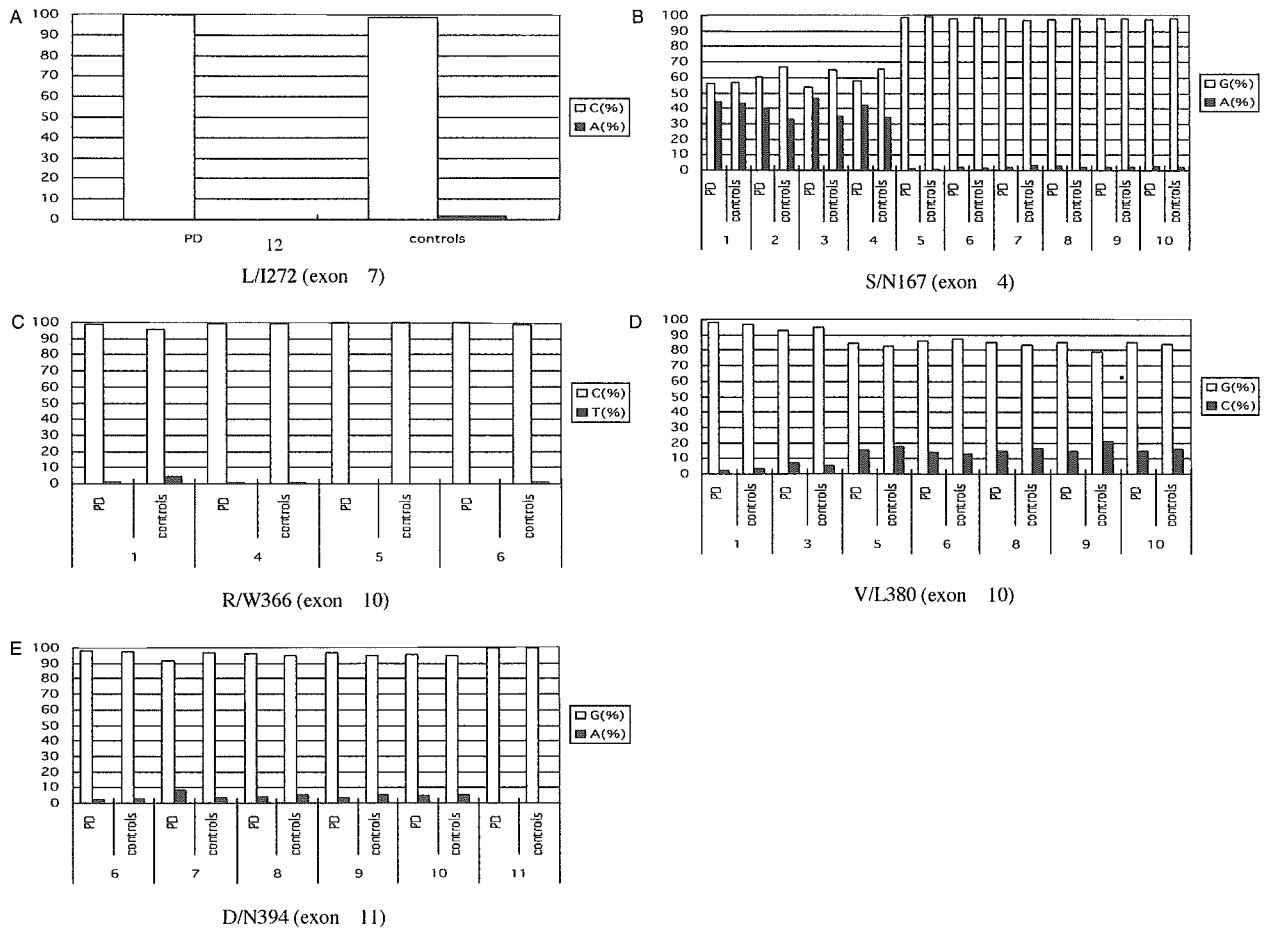 A
100
90
80
70
60
50
40
30
20
10
0
C(%)
A(%)
PD 12 controls
L/I272 (exon 7)
B
100
90
80
70
60
50
40
30
20
10
0
G(%)
A(%)
PD controls PD controls PD controls PD controls PD controls PD controls PD controls PD controls PD controls PD controls
1 2 3 4 5 6 7 8 9 10
S/N167 (exon 4)
C
100
90
80
70
60
50
40
30
20
10
0
C(%)
T(%)
PD controls PD controls PD controls PD controls
1 4 5 6
R/W366 (exon 10)
D
100
90
80
70
60
50
40
30
20
10
0
G(%)
C(%)
PD controls PD controls PD controls PD controls PD controls PD controls PD controls
1 3 5 6 8 9 10
V/L380 (exon 10)
E
100
90
80
70
60
50
40
30
20
10
0
G(%)
A(%)
PD controls PD controls PD controls PD controls PD controls PD controls
6 7 8 9 10 11
D/N394 (exon 11)